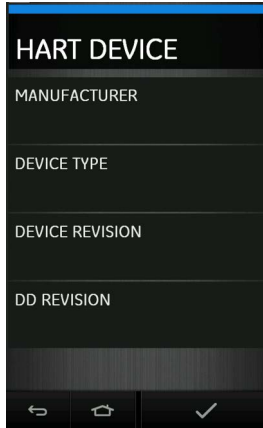 HART DEVICE
MANUFACTURER
DEVICE TYPE
DEVICE REVISION
DD REVISION